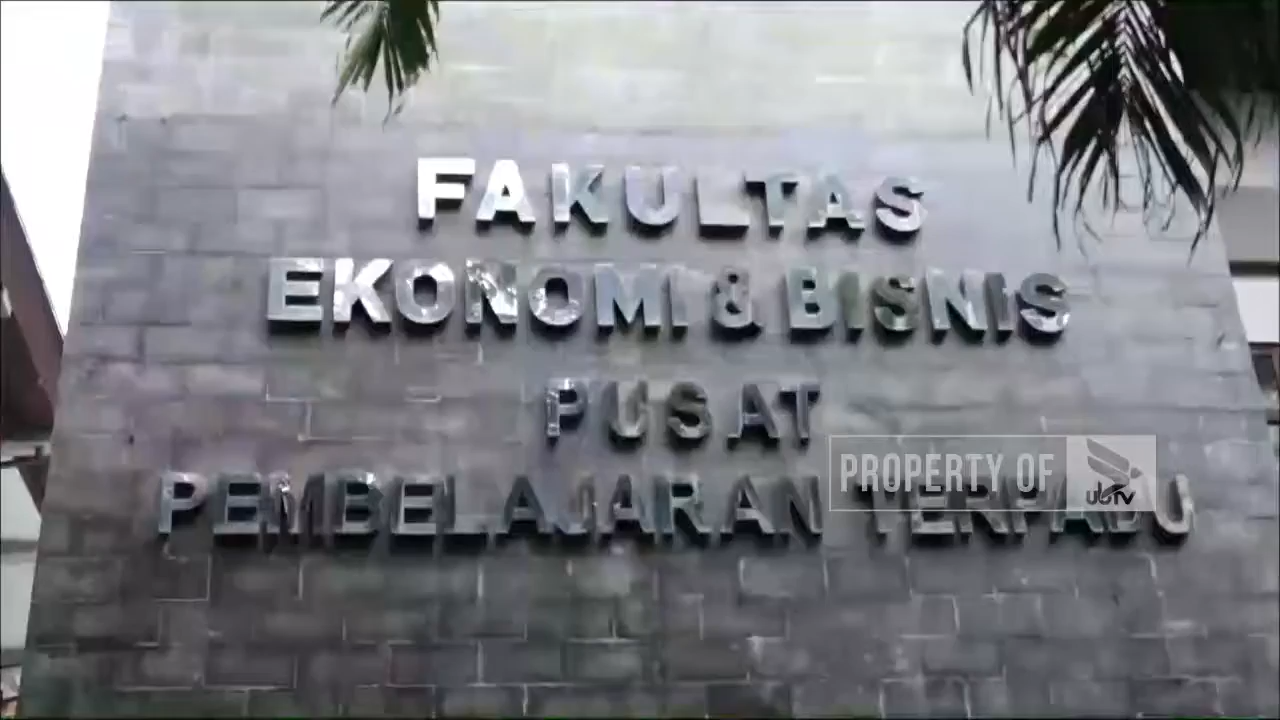 FAKULTAS
EKONOMI & BISNIS
PUSAT
PEMBELAJARAN TERPADU
PROPERTY OF
UBTV